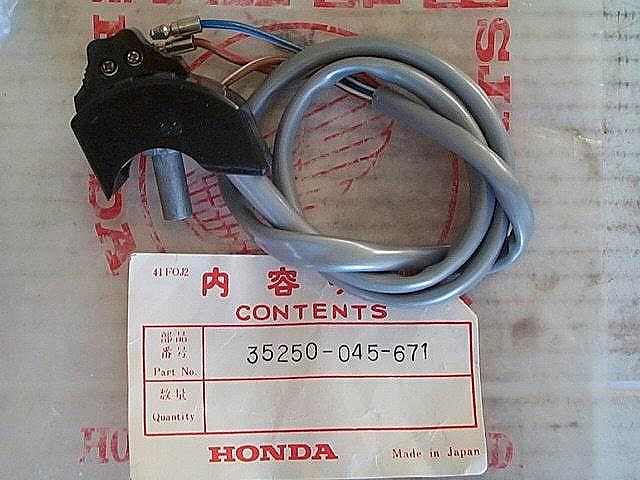 41FOJ2
内容
CONTENTS
部品
番号
Part No.
35250-045-671
数量
Quantity
HONDA
Made in Japan